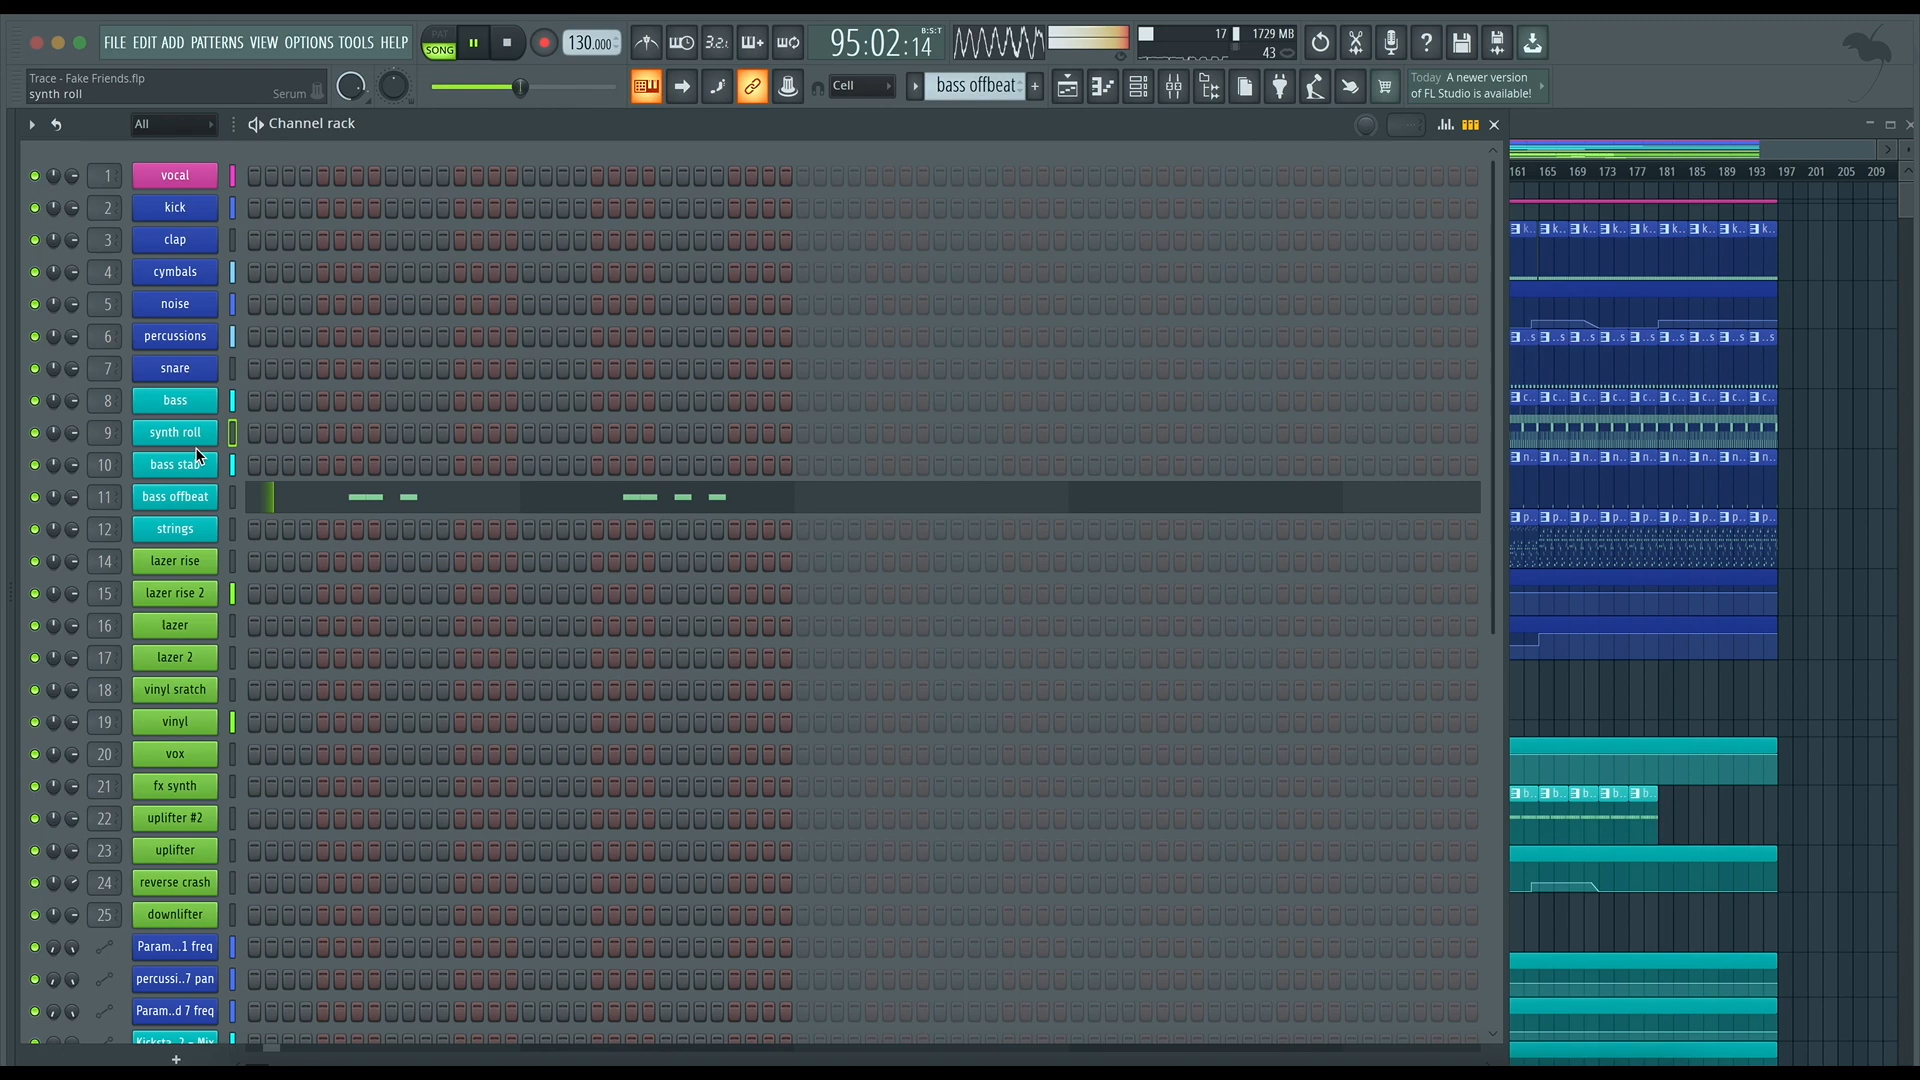 FILE EDIT ADD PATTERNS VIEW OPTIONS TOOLS HELP
PAT
SONG
130.000
3.2.
95:02:14
B:S:T
17
1729 MB
43
Trace - Fake Friends.flp
synth roll
Serum
Cell
bass offbeat
+
Today A newer version
of FL Studio is available!
All
Channel rack
161 165 169 173 177 181 185 189 193 197 201 205 209
1 vocal
2 kick
3 clap
4 cymbals
5 noise
6 percussions
7 snare
8 bass
9 synth roll
10 bass stab
11 bass offbeat
12 strings
14 lazer rise
15 lazer rise 2
16 lazer
17 lazer 2
18 vinyl sratch
19 vinyl
20 vox
21 fx synth
22 uplifter #2
23 uplifter
24 reverse crash
25 downlifter
Param...1 freq
percussi..7 pan
Param..d 7 freq
Kicksta..2 - Mix
+
k.. k.. k.. k.. k.. k.. k.. k.. k..
..s ..s ..s ..s ..s ..s ..s ..s ..s
c.. c.. c.. c.. c.. c.. c.. c.. c..
n.. n.. n.. n.. n.. n.. n.. n.. n..
p.. p.. p.. p.. p.. p.. p.. p.. p..
b.. b.. b.. b.. b..